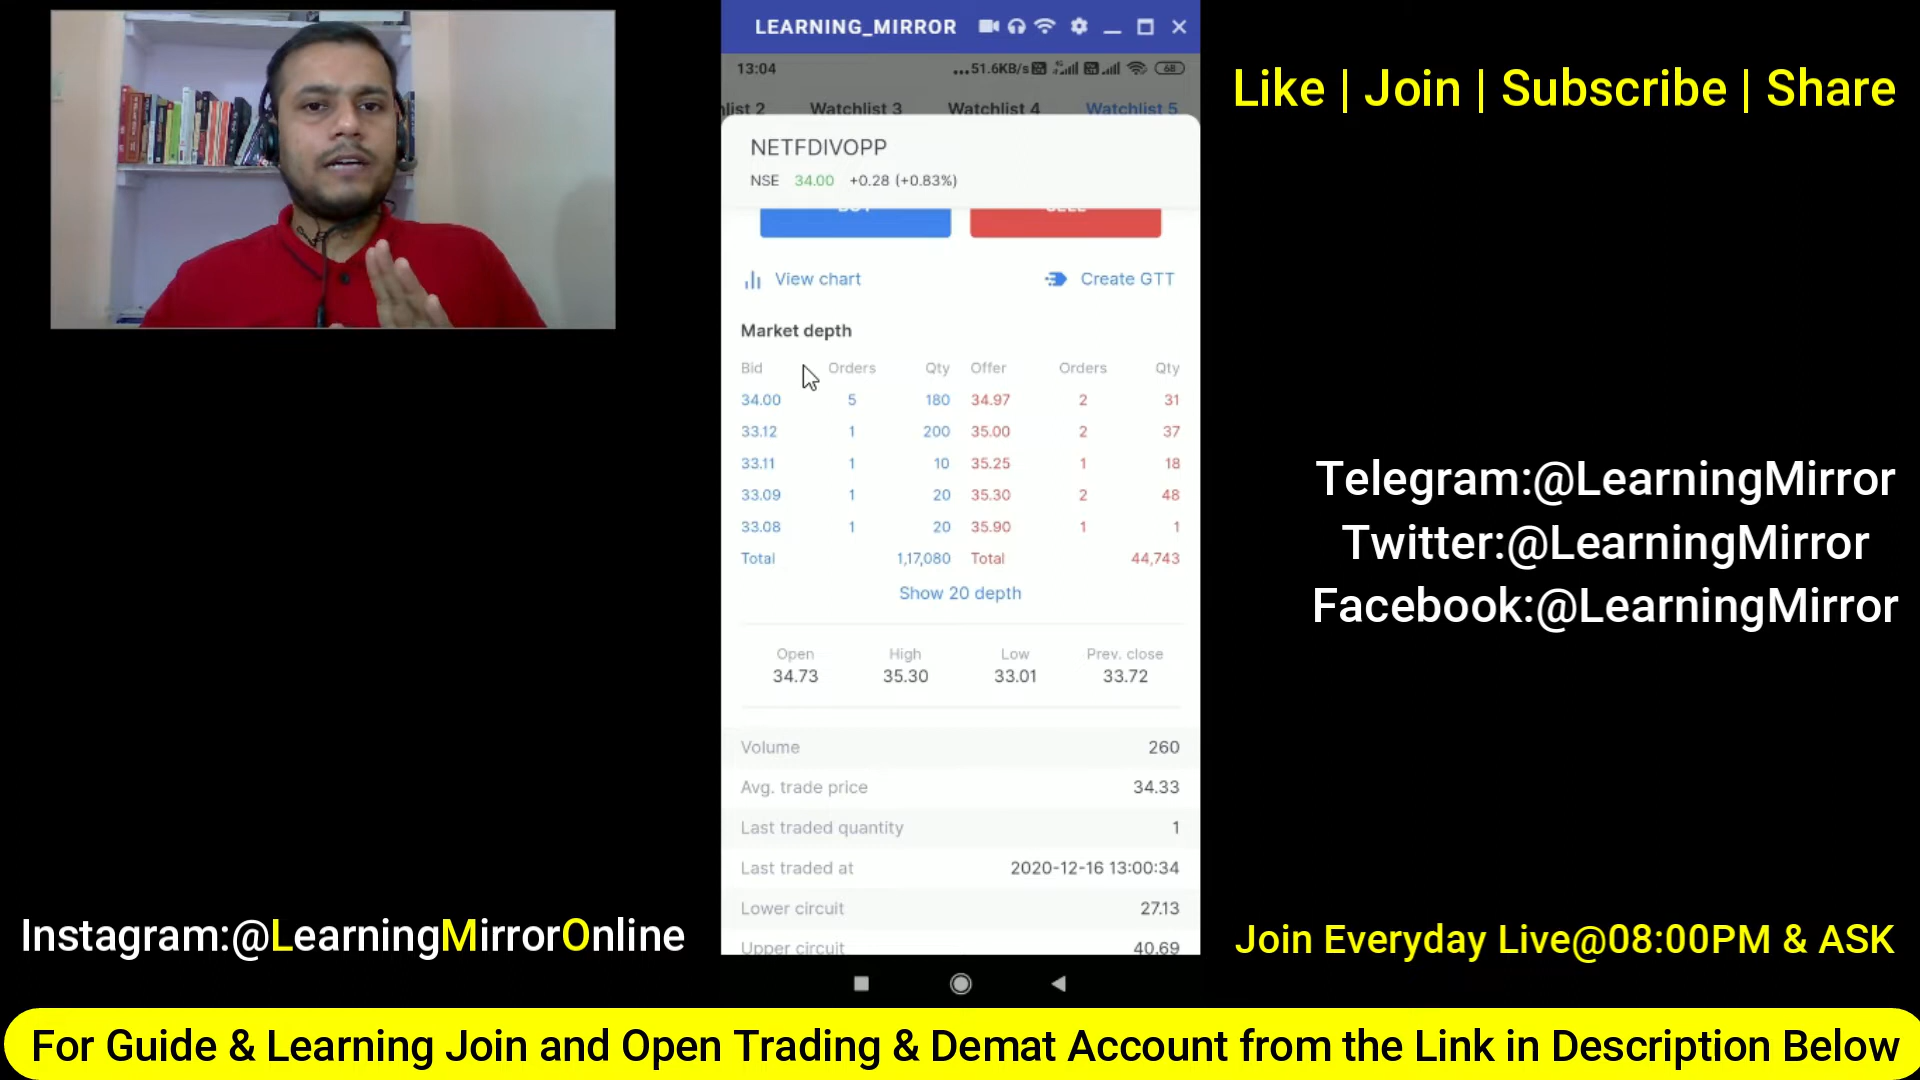 LEARNING_MIRROR
Like | Join | Subscribe | Share
13:04 ...51.6KB/s 4G 68
list 2 Watchlist 3 Watchlist 4 Watchlist 5
NETFDIVOPP
NSE 34.00 +0.28 (+0.83%)
BUY SELL
View chart Create GTT
Market depth
Bid Orders Qty Offer Orders Qty
34.00 5 180 34.97 2 31
33.12 1 200 35.00 2 37
33.11 1 10 35.25 1 18
33.09 1 20 35.30 2 48
33.08 1 20 35.90 1 1
Total 1,17,080 Total 44,743
Show 20 depth
Open High Low Prev. close
34.73 35.30 33.01 33.72
Volume 260
Avg. trade price 34.33
Last traded quantity 1
Last traded at 2020-12-16 13:00:34
Lower circuit 27.13
Upper circuit 40.69
Telegram:@LearningMirror
Twitter:@LearningMirror
Facebook:@LearningMirror
Instagram:@LearningMirrorOnline
Join Everyday Live@08:00PM & ASK
For Guide & Learning Join and Open Trading & Demat Account from the Link in Description Below